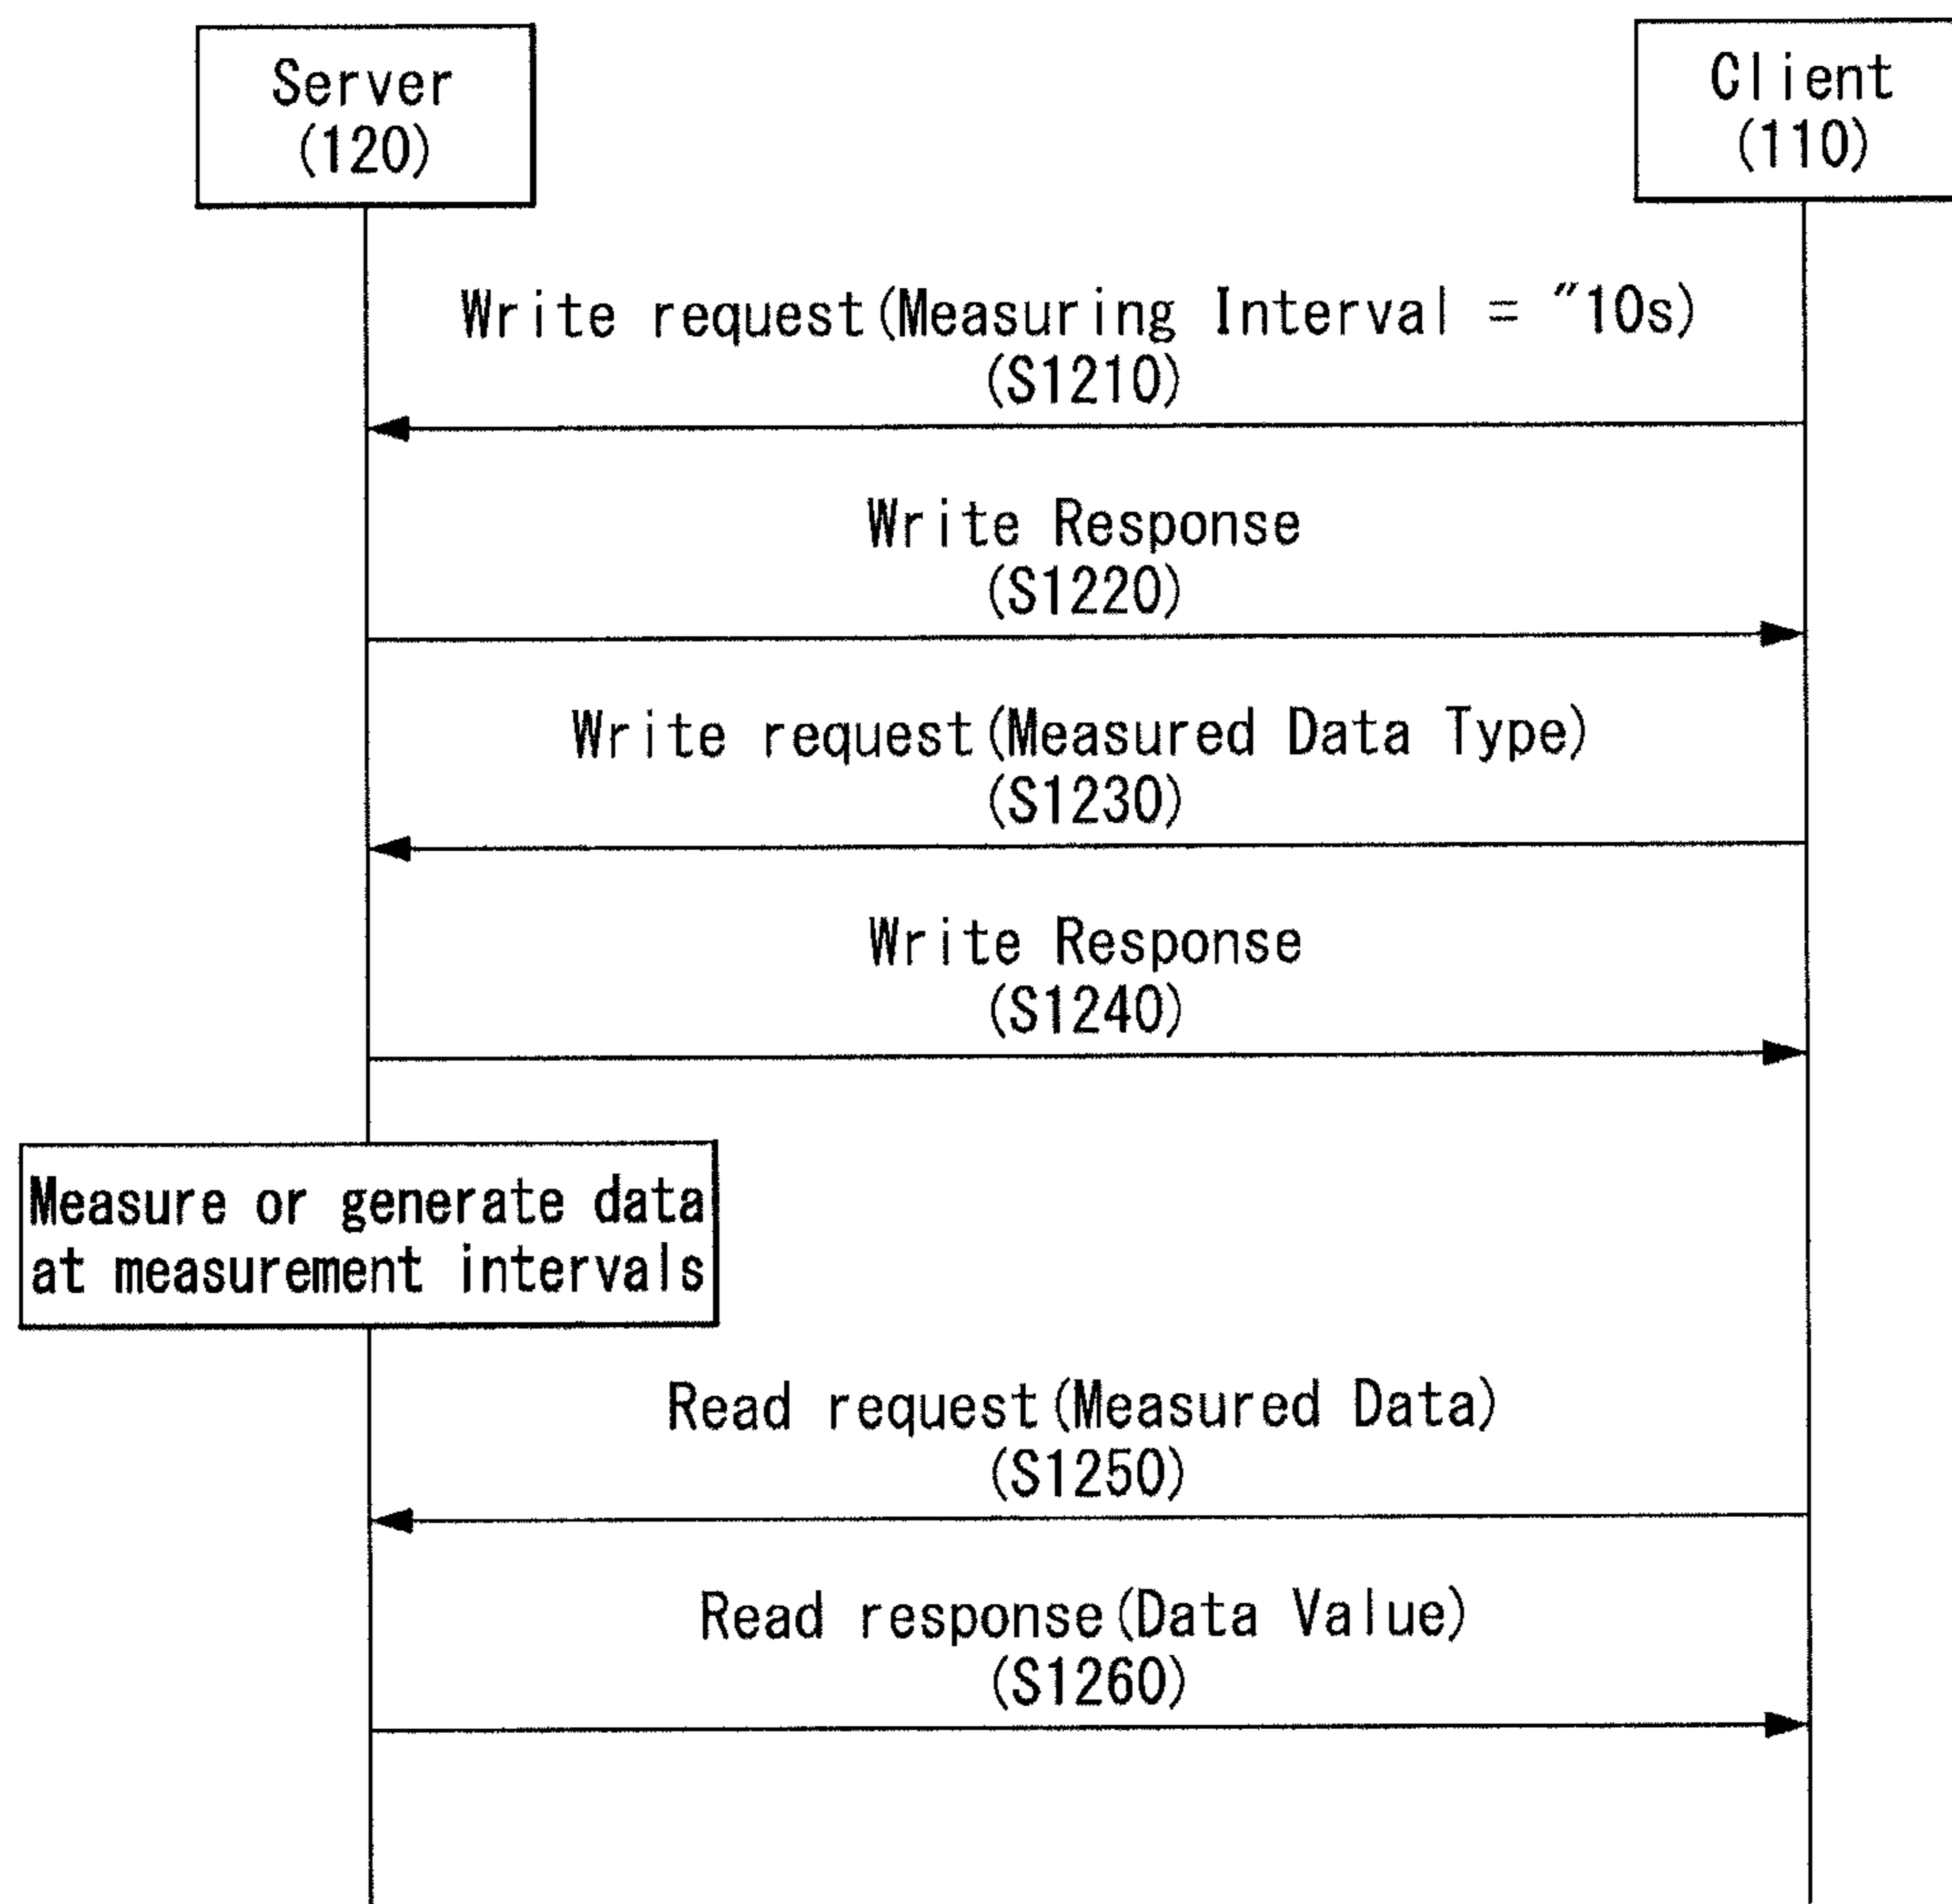 Server
(120)
Client
(110)
Write request(Measuring Interval = "10s)
(S1210)
Write Response
(S1220)
Write request(Measured Data Type)
(S1230)
Write Response
(S1240)
Measure or generate data
at measurement intervals
Read request(Measured Data)
(S1250)
Read response(Data Value)
(S1260)